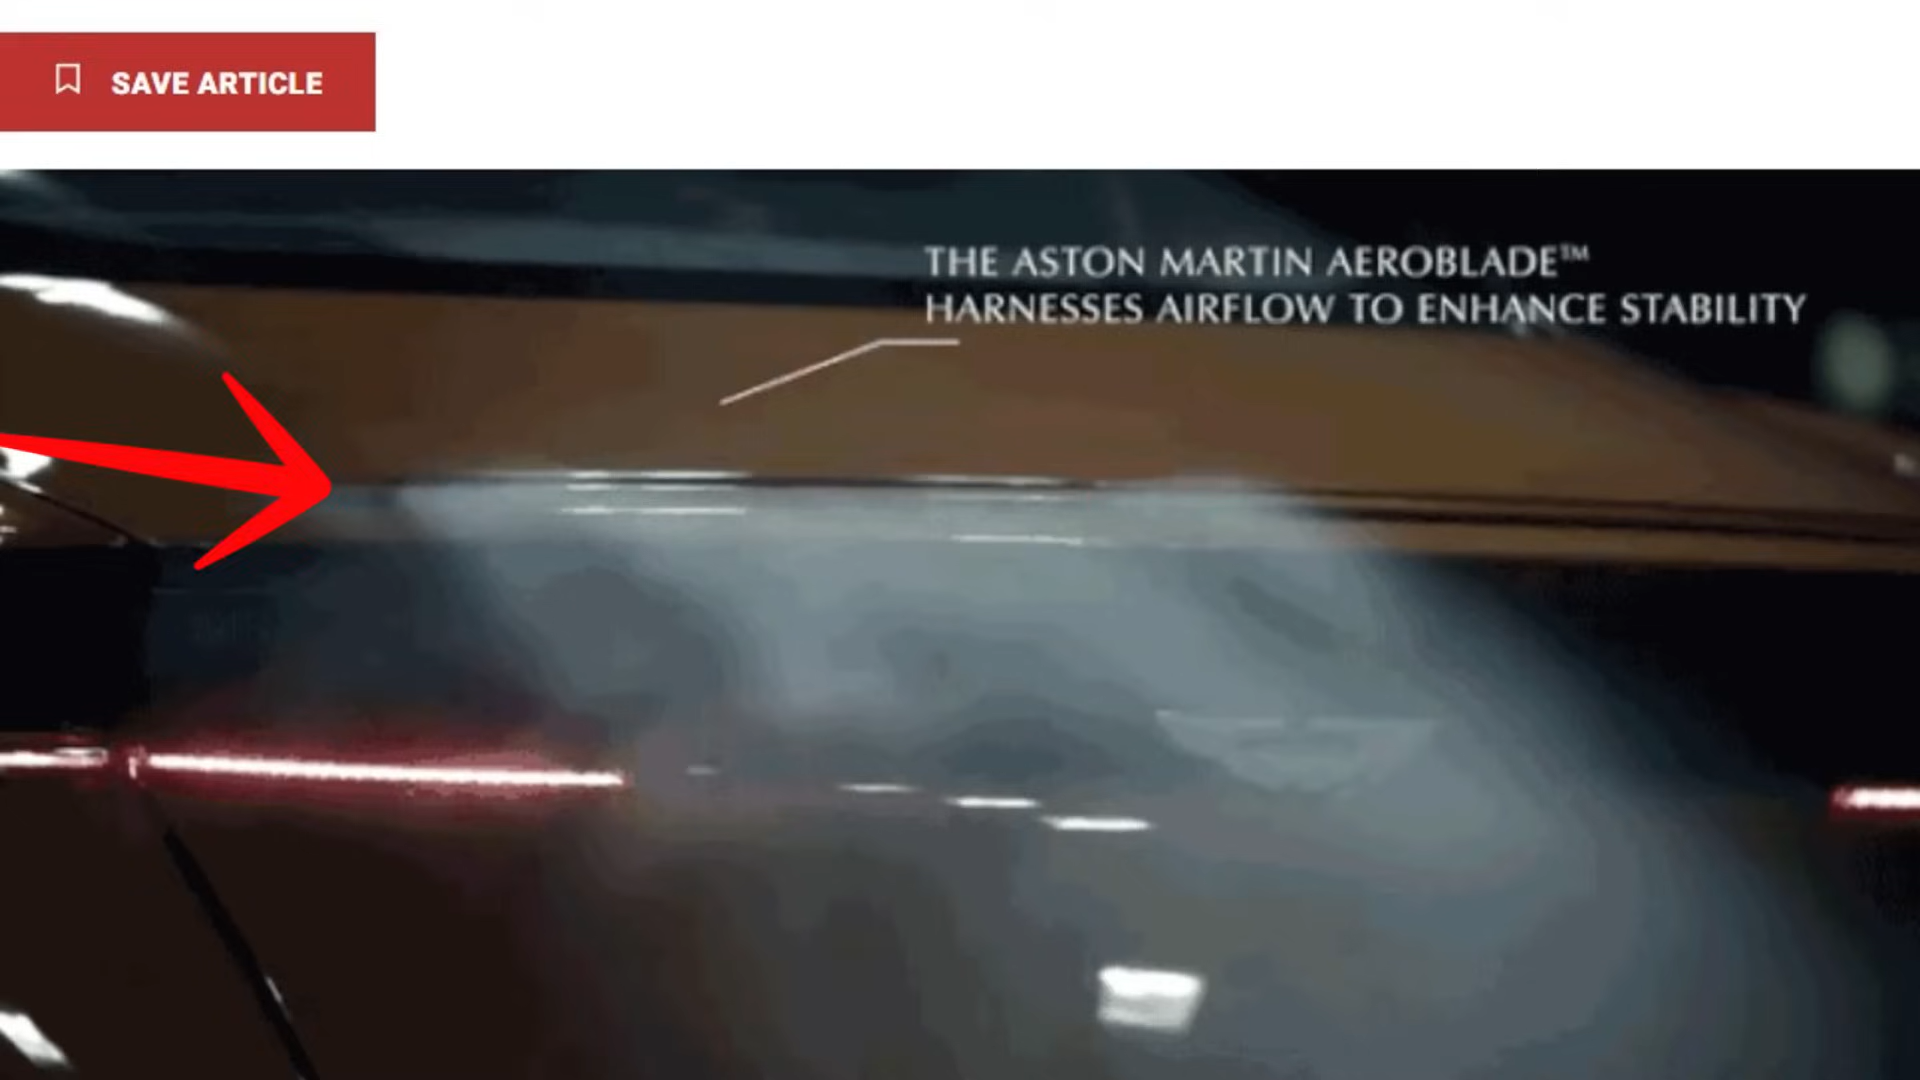 SAVE ARTICLE
THE ASTON MARTIN AEROBLADE™
HARNESSES AIRFLOW TO ENHANCE STABILITY